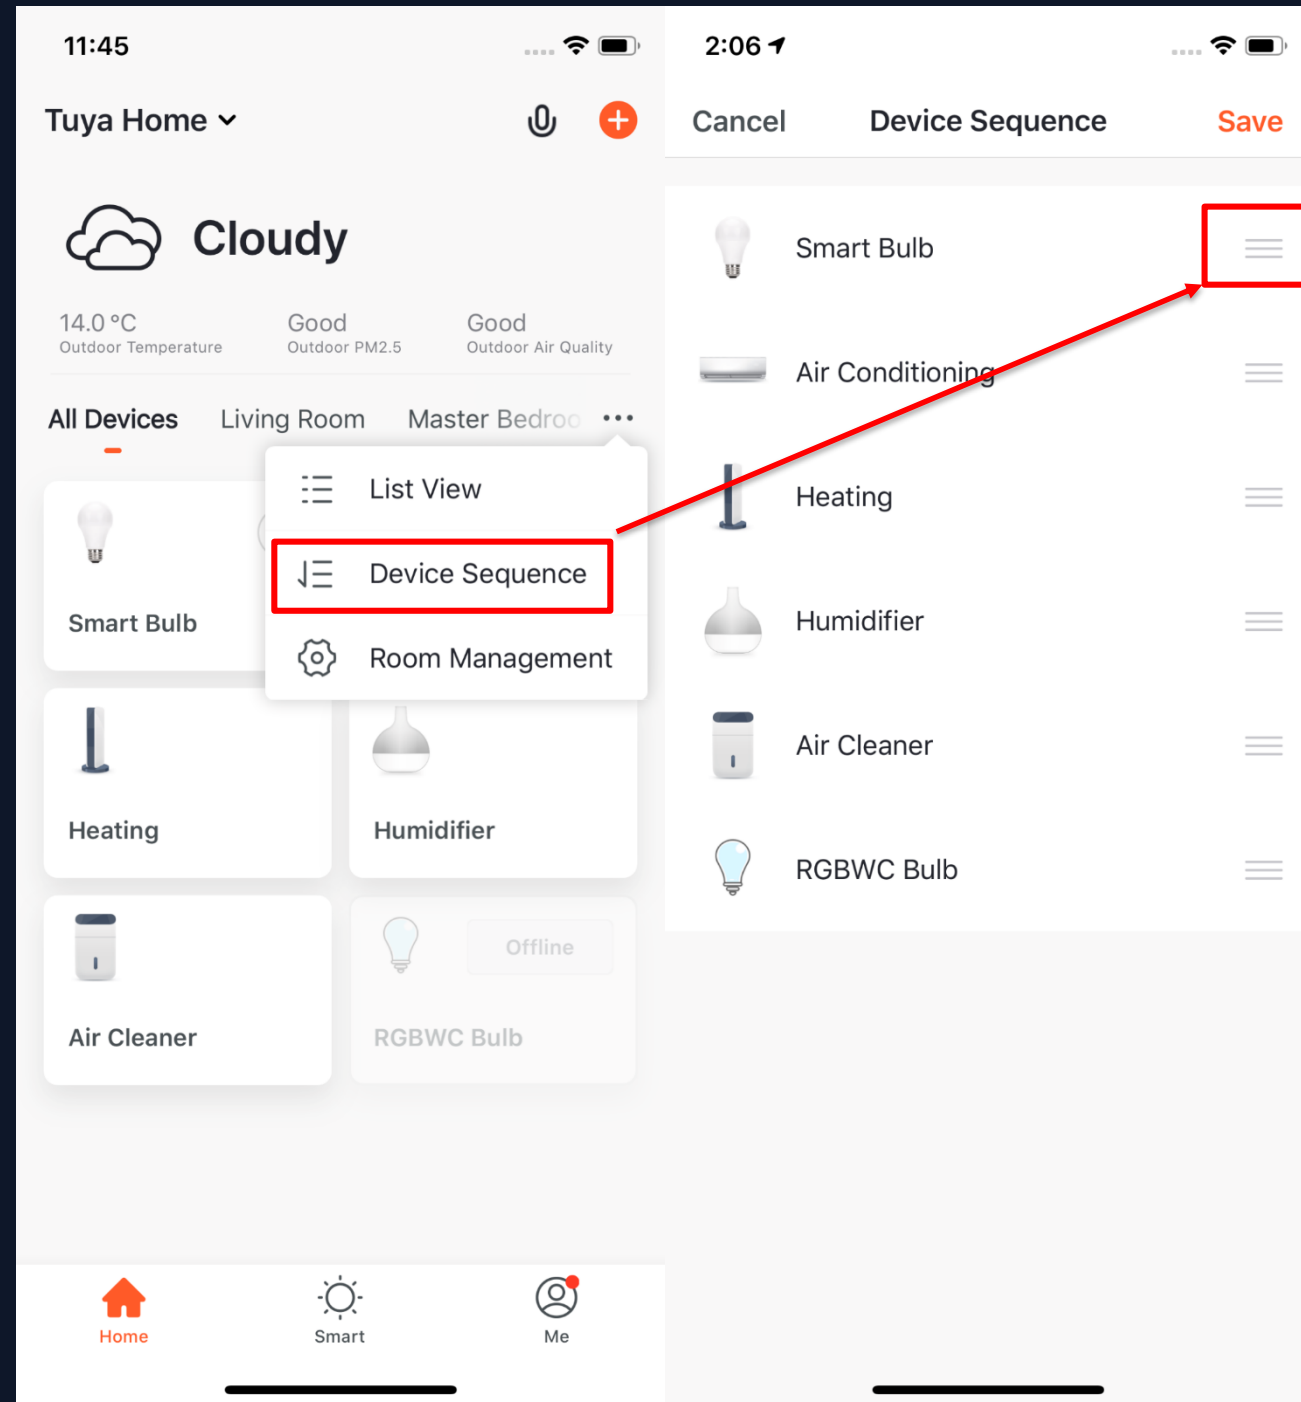 11:45
Tuya Home
Cloudy
14.0 °C
Outdoor Temperature
Good
Outdoor PM2.5
Good
Outdoor Air Quality
All Devices
Living Room
Master Bedroo
List View
Device Sequence
Room Management
Smart Bulb
Heating
Humidifier
Air Cleaner
Offline
RGBWC Bulb
Home
Smart
Me
2:06
Cancel
Device Sequence
Save
Smart Bulb
Air Conditioning
Heating
Humidifier
Air Cleaner
RGBWC Bulb